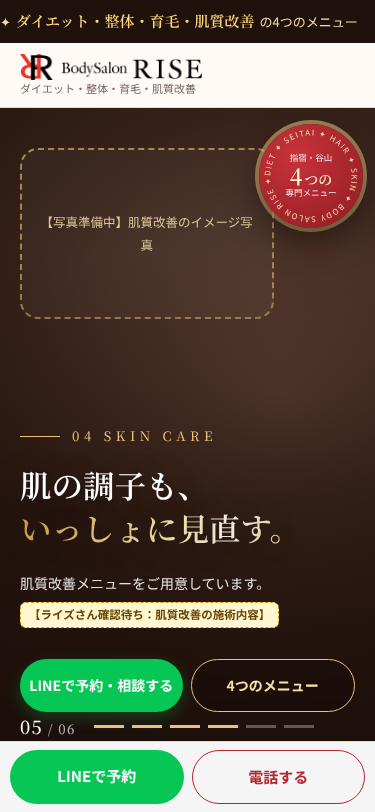 ✦ ダイエット・整体・育毛・肌質改善 の4つのメニュー
RR BodySalon RISE
ダイエット・整体・育毛・肌質改善
DIET ✦ SEITAI ✦ HAIR ✦ SKIN ✦ BODY SALON RISE ✦
指宿・谷山
4つの
専門メニュー
【写真準備中】肌質改善のイメージ写
真
04 SKIN CARE
肌の調子も、
いっしょに見直す。
肌質改善メニューをご用意しています。
【ライズさん確認待ち：肌質改善の施術内容】
LINEで予約・相談する
4つのメニュー
05 / 06
LINEで予約
電話する